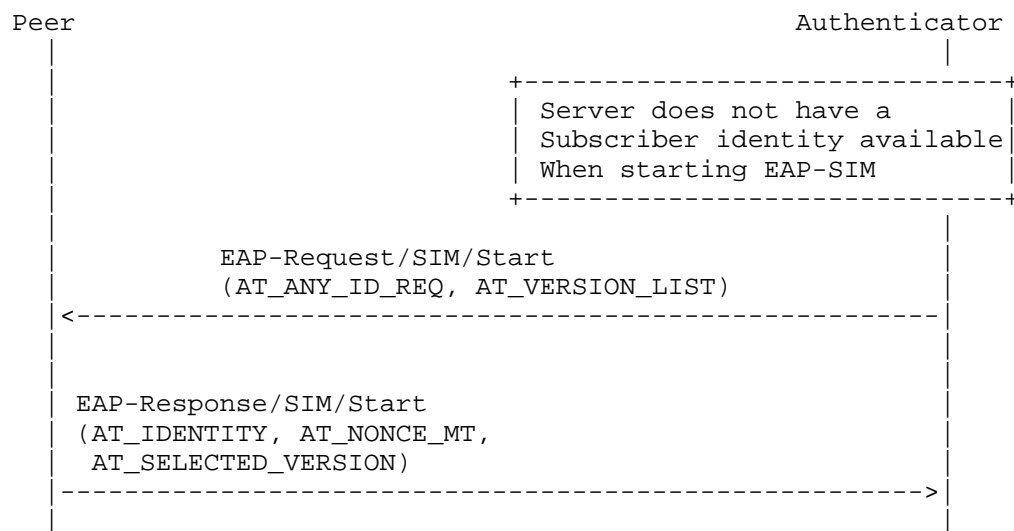 Peer Authenticator
Server does not have a
Subscriber identity available
When starting EAP-SIM
EAP-Request/SIM/Start
(AT_ANY_ID_REQ, AT_VERSION_LIST)
EAP-Response/SIM/Start
(AT_IDENTITY, AT_NONCE_MT,
AT_SELECTED_VERSION)